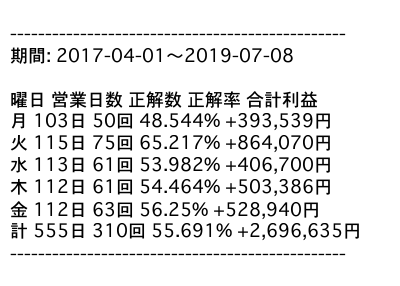 ------------------------------------------------
期間: 2017-04-01〜2019-07-08
曜日 営業日数 正解数 正解率 合計利益
月 103日 50回 48.544% +393,539円
火 115日 75回 65.217% +864,070円
水 113日 61回 53.982% +406,700円
木 112日 61回 54.464% +503,386円
金 112日 63回 56.25% +528,940円
計 555日 310回 55.691% +2,696,635円
------------------------------------------------